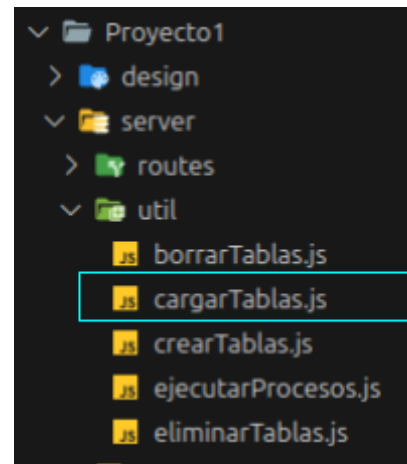 Proyecto1
design
server
routes
util
JS borrarTablas.js
JS cargarTablas.js
JS crearTablas.js
JS ejecutarProcesos.js
JS eliminarTablas.js